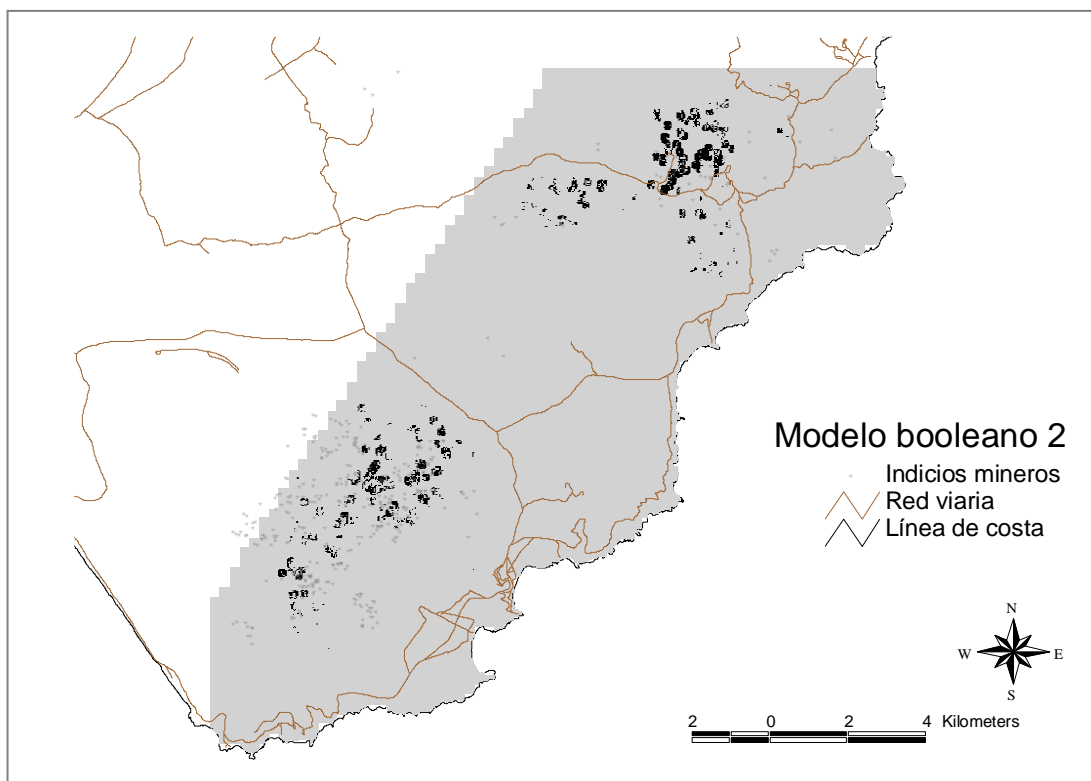 Modelo booleano 2
Indicios mineros
Red viaria
Línea de costa
N
W E
S
2 0 2 4 Kilometers